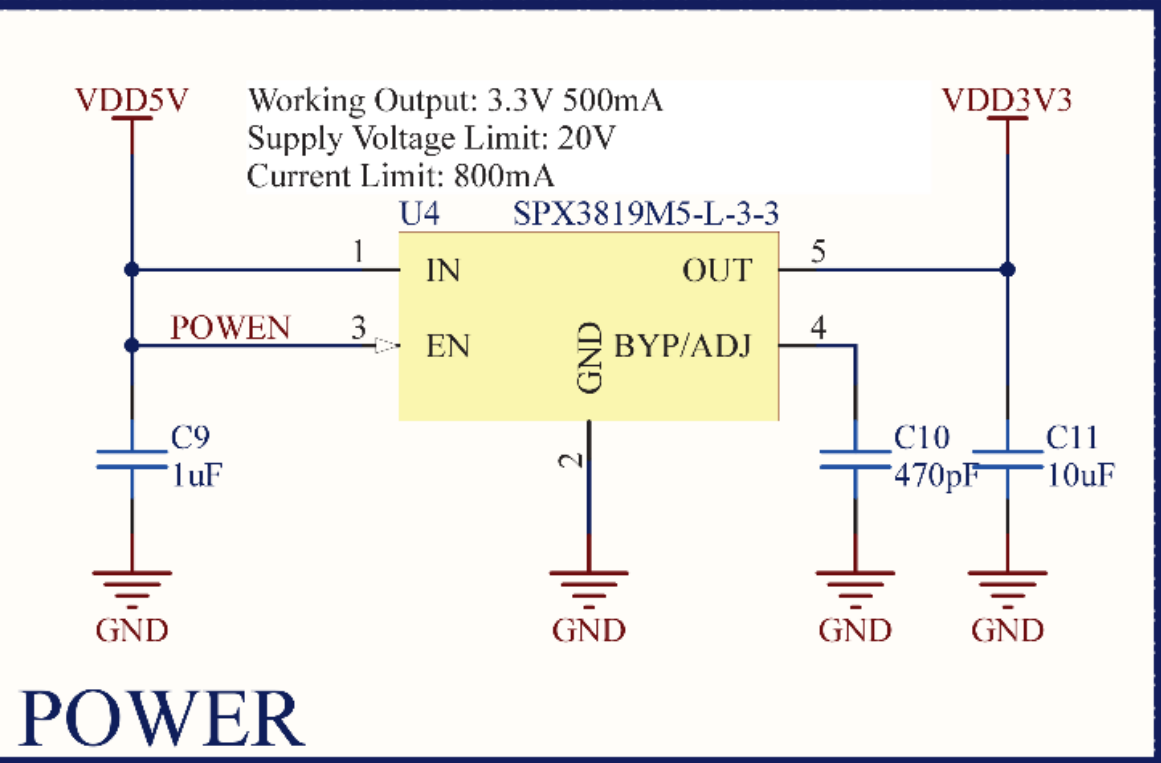 VDD5V
Working Output: 3.3V 500mA
VDD3V3
Supply Voltage Limit: 20V
Current Limit: 800mA
U4 SPX3819M5-L-3-3
1 IN OUT 5
POWEN 3 EN GND BYP/ADJ 4
2
C9
1uF
C10
470pF
C11
10uF
GND GND GND GND
POWER